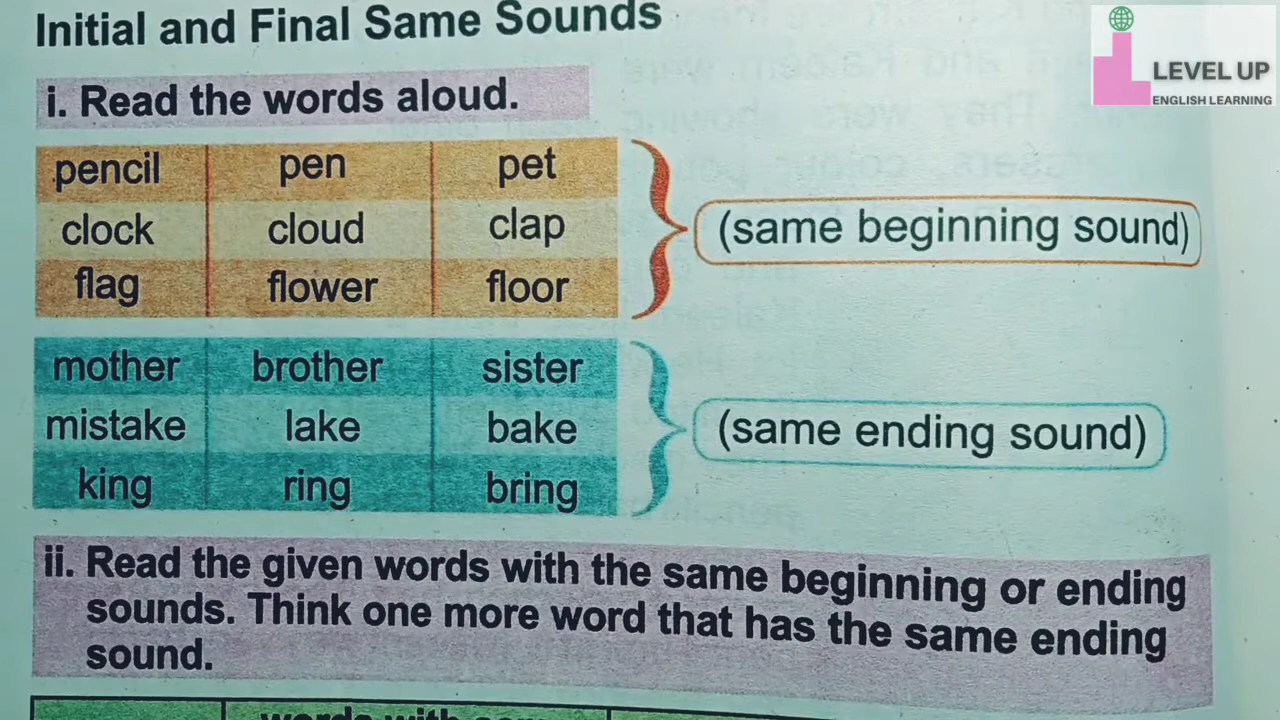 Initial and Final Same Sounds
LEVEL UP
ENGLISH LEARNING
i. Read the words aloud.
pencil pen pet
clock cloud clap
flag flower floor
(same beginning sound)
mother brother sister
mistake lake bake
king ring bring
(same ending sound)
ii. Read the given words with the same beginning or ending
sounds. Think one more word that has the same ending
sound.
words with